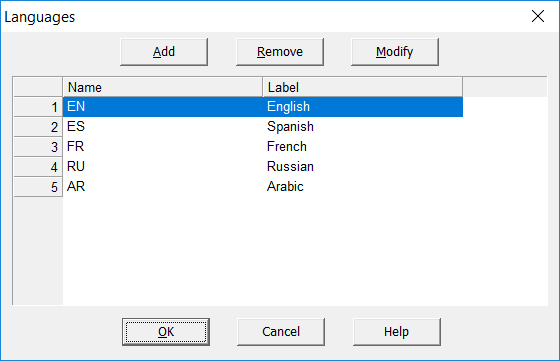 Languages
Add Remove Modify
Name Label
1 EN English
2 ES Spanish
3 FR French
4 RU Russian
5 AR Arabic
OK Cancel Help